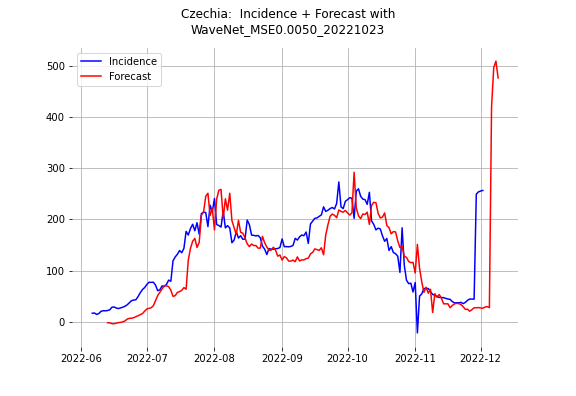 Czechia:  Incidence + Forecast with
WaveNet_MSE0.0050_20221023
Incidence
Forecast
500
400
300
200
100
0
2022-06 2022-07 2022-08 2022-09 2022-10 2022-11 2022-12